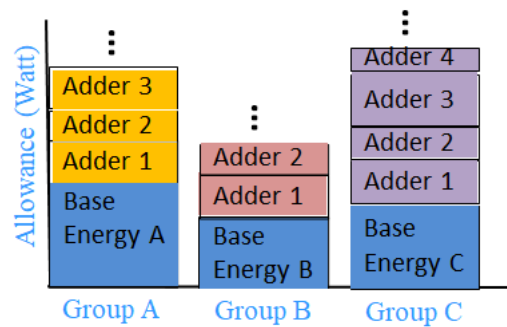 Allowance (Watt)
Adder 3
Adder 2
Adder 1
Base
Energy A
Group A
Adder 2
Adder 1
Base
Energy B
Group B
Adder 4
Adder 3
Adder 2
Adder 1
Base
Energy C
Group C